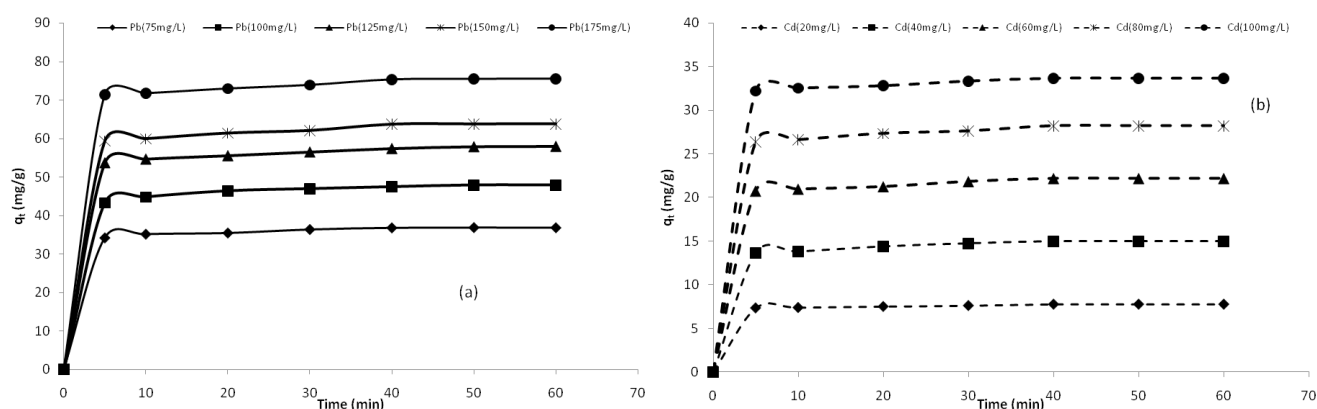 Pb(75mg/L) Pb(100mg/L) Pb(125mg/L) Pb(150mg/L) Pb(175mg/L)
90
80
70
60
50
40
30
20
10
0
qt (mg/g)
(a)
0 10 20 30 40 50 60 70
Time (min)
Cd(20mg/L) Cd(40mg/L) Cd(60mg/L) Cd(80mg/L) Cd(100mg/L)
40
35
30
25
20
15
10
5
0
qt (mg/g)
(b)
0 10 20 30 40 50 60 70
Time (min)